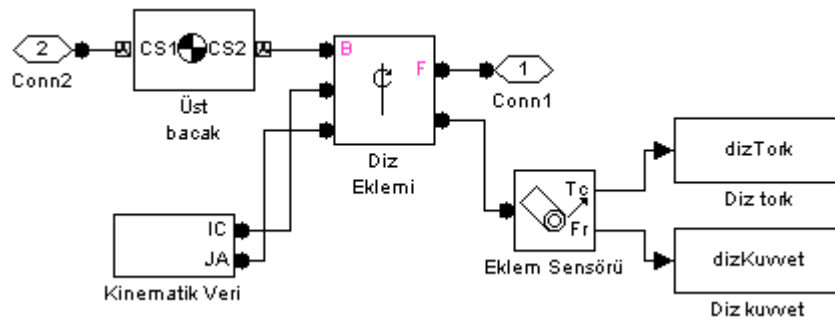 2
Conn2
CS1 CS2
Üst
bacak
B
F
Diz
Eklemi
1
Conn1
IC
JA
Kinematik Veri
Tc
Fr
Eklem Sensörü
dizTork
Diz tork
dizKuvvet
Diz kuvvet